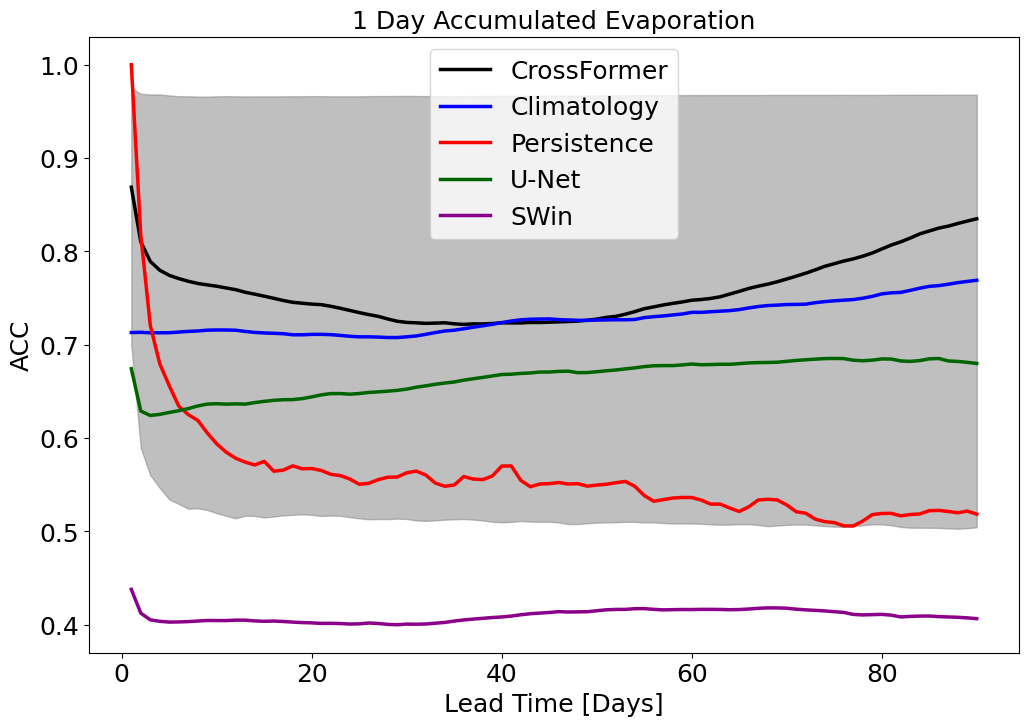 1 Day Accumulated Evaporation
CrossFormer
Climatology
Persistence
U-Net
SWin
ACC
1.0
0.9
0.8
0.7
0.6
0.5
0.4
0
20
40
60
80
Lead Time [Days]